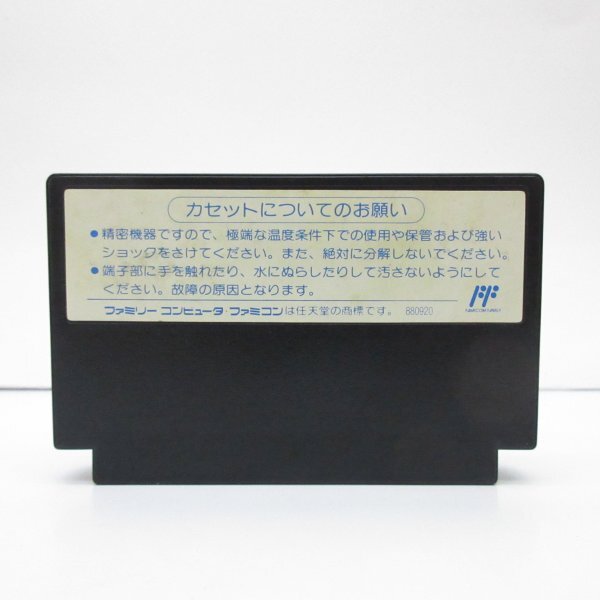 カセットについてのお願い
●精密機器ですので、極端な温度条件下での使用や保管および強い
ショックをさけてください。また、絶対に分解しないでください。
●端子部に手を触れたり、水にぬらしたりして汚さないようにして
ください。故障の原因となります。
ファミリーコンピュータ・ファミコンは任天堂の商標です。 880920
FAMICOM FAMILY